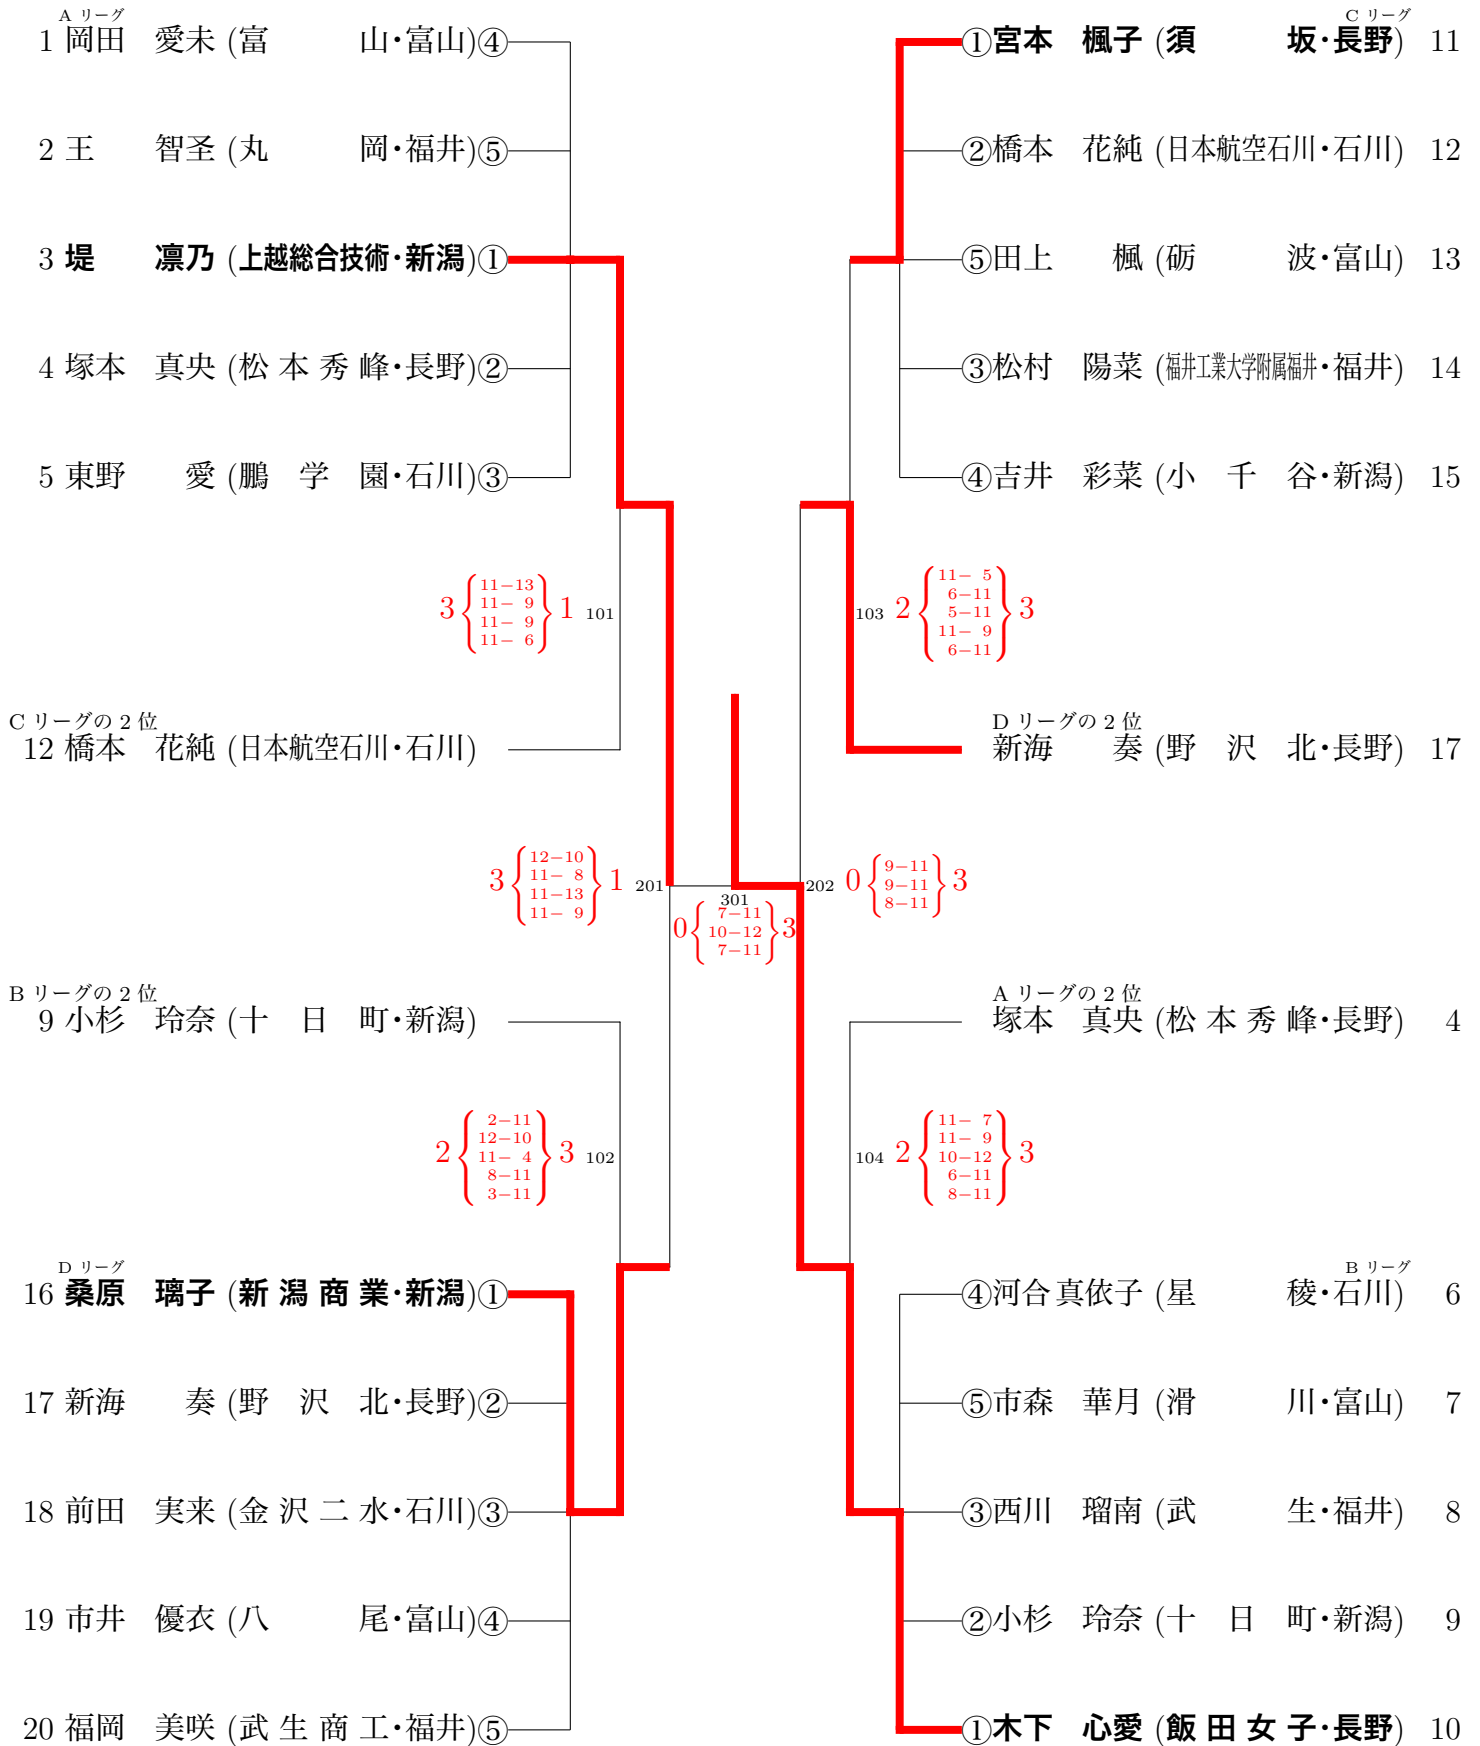 A リーグ
1 岡田 愛未 (富 山・富山)④
2 王 智圣 (丸 岡・福井)⑤
3 堤 凛乃 (上越総合技術・新潟)①
4 塚本 真央 (松本秀峰・長野)②
5 東野 愛 (鵬学園・石川)③
3 { 11-13 11-9 11-9 11-6 } 1 101
C リーグの 2 位
12 橋本 花純 (日本航空石川・石川)
3 { 12-10 11-8 11-13 11-9 } 1 201
B リーグの 2 位
9 小杉 玲奈 (十日町・新潟)
2 { 2-11 12-10 11-4 8-11 3-11 } 3 102
D リーグ
16 桑原 璃子 (新潟商業・新潟)①
17 新海 奏 (野沢北・長野)②
18 前田 実来 (金沢二水・石川)③
19 市井 優衣 (八 尾・富山)④
20 福岡 美咲 (武生商工・福井)⑤
301
0 { 7-11 10-12 7-11 } 3
C リーグ
①宮本 楓子 (須 坂・長野) 11
②橋本 花純 (日本航空石川・石川) 12
⑤田上 楓 (砺 波・富山) 13
③松村 陽菜 (福井工業大学附属福井・福井) 14
④吉井 彩菜 (小千谷・新潟) 15
103 2 { 11-5 6-11 5-11 11-9 6-11 } 3
D リーグの 2 位
新海 奏 (野沢北・長野) 17
202 0 { 9-11 9-11 8-11 } 3
A リーグの 2 位
塚本 真央 (松本秀峰・長野) 4
104 2 { 11-7 11-9 10-12 6-11 8-11 } 3
B リーグ
④河合真依子 (星 稜・石川) 6
⑤市森 華月 (滑 川・富山) 7
③西川 瑠南 (武 生・福井) 8
②小杉 玲奈 (十日町・新潟) 9
①木下 心愛 (飯田女子・長野) 10